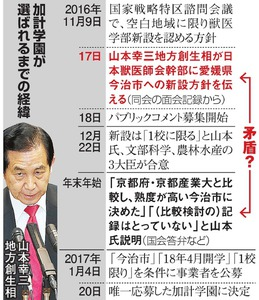 加計学園が
選ばれるまでの経緯
2016年
11月9日
国家戦略特区諮問会議
で、空白地域に限り獣医
学部新設を認める方針
17日
山本幸三地方創生相が日
本獣医師会幹部に愛媛県
今治市への新設方針を伝
える(同会の面会記録から)
18日
パブリックコメント募集開始
12月
22日
新設は「1校に限る」と山本
氏、文部科学、農林水産の
3大臣が合意
矛盾?
年末年始
「京都府・京都産業大と比較
し、熟度が高い今治市に
決めた」「(比較検討の)記
録はとっていない」と山本
氏説明(国会答弁など)
2017年
1月4日
「今治市」「18年4月開学」「1校
限り」を条件に事業者を公募
20日
唯一応募した加計学園に決定
山本幸三
地方創生相